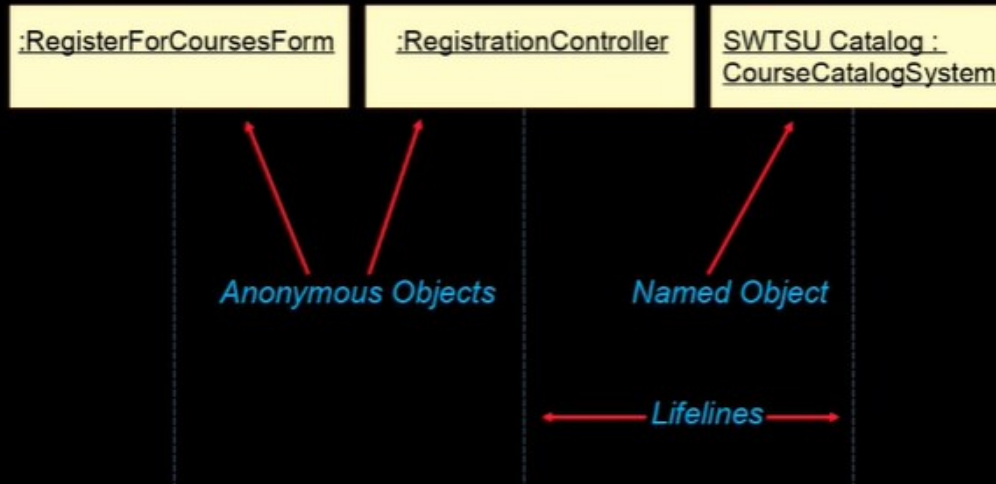 :RegisterForCoursesForm
:RegistrationController
SWTSU Catalog :
CourseCatalogSystem
Anonymous Objects
Named Object
Lifelines